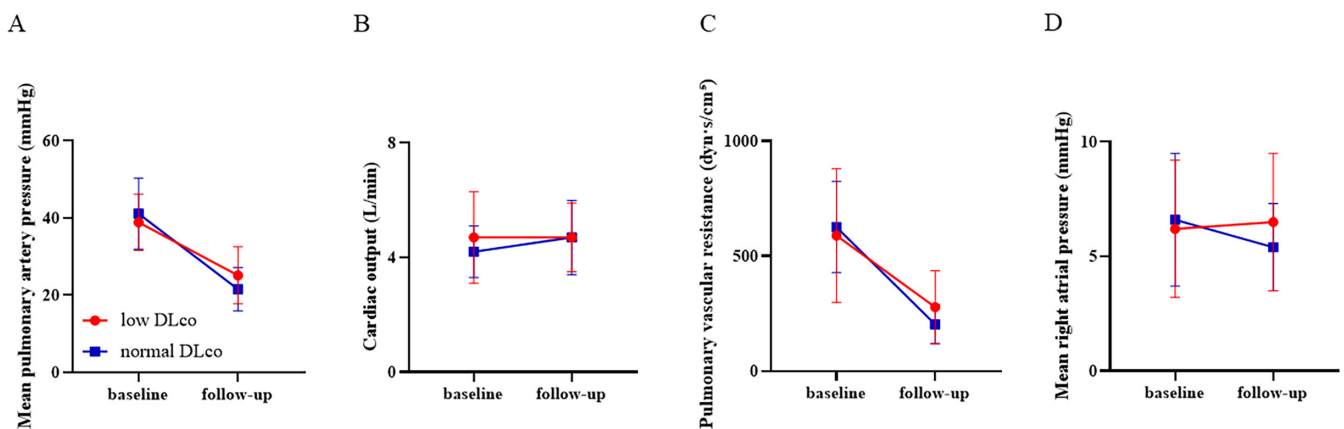 A
B
C
D
Mean pulmonary artery pressure (mmHg)
60
40
20
0
low DLco
normal DLco
baseline
follow-up
Cardiac output (L/min)
8
4
0
baseline
follow-up
Pulmonary vascular resistance (dyn·s/cm⁵)
1000
500
0
baseline
follow-up
Mean right atrial pressure (mmHg)
10
5
0
baseline
follow-up